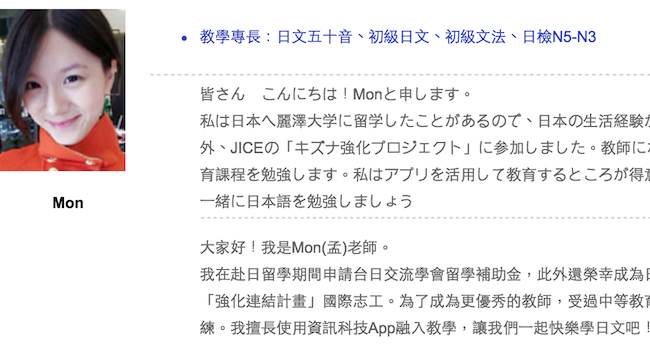 教學專長：日文五十音、初級日文、初級文法、日檢N5-N3
皆さん　こんにちは！Monと申します。
私は日本へ麗澤大学に留学したことがあるので、日本の生活経験が
外、JICEの「キズナ強化プロジェクト」に参加しました。教師に
育課程を勉強します。私はアプリを活用して教育するところが得意
一緒に日本語を勉強しましょう
Mon
大家好！我是Mon(孟)老師。
我在赴日留學期間申請台日交流學會留學補助金，此外還榮幸成為日
「強化連結計畫」國際志工。為了成為更優秀的教師，受過中等教育
練。我擅長使用資訊科技App融入教學，讓我們一起快樂學日文吧！